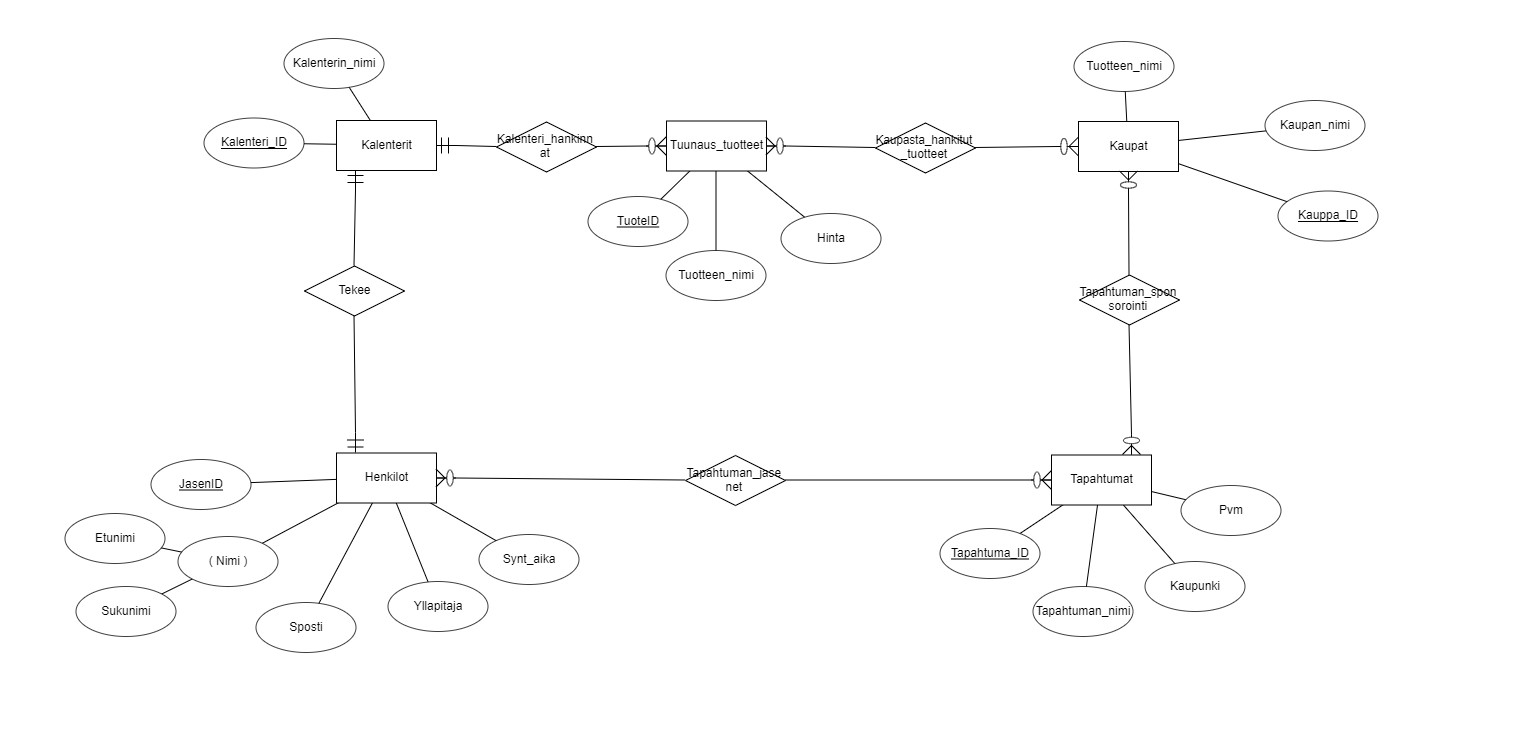 Kalenterin_nimi
Tuotteen_nimi
Kaupan_nimi
Kalenteri_ID
Kalenterit
Kalenteri_hankinn
at
Tuunaus_tuotteet
Kaupasta_hankitut
_tuotteet
Kaupat
TuoteID
Hinta
Kauppa_ID
Tuotteen_nimi
Tekee
Tapahtuman_spon
sorointi
JasenID
Henkilot
Tapahtuman_jase
net
Tapahtumat
Etunimi
( Nimi )
Synt_aika
Pvm
Tapahtuma_ID
Sukunimi
Sposti
Yllapitaja
Tapahtuman_nimi
Kaupunki